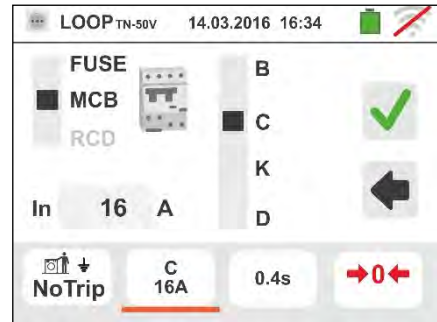 LOOP TN-50V 14.03.2016 16:34
FUSE
MCB
RCD
B
C
K
D
In 16 A
NoTrip
C
16A
0.4s
0